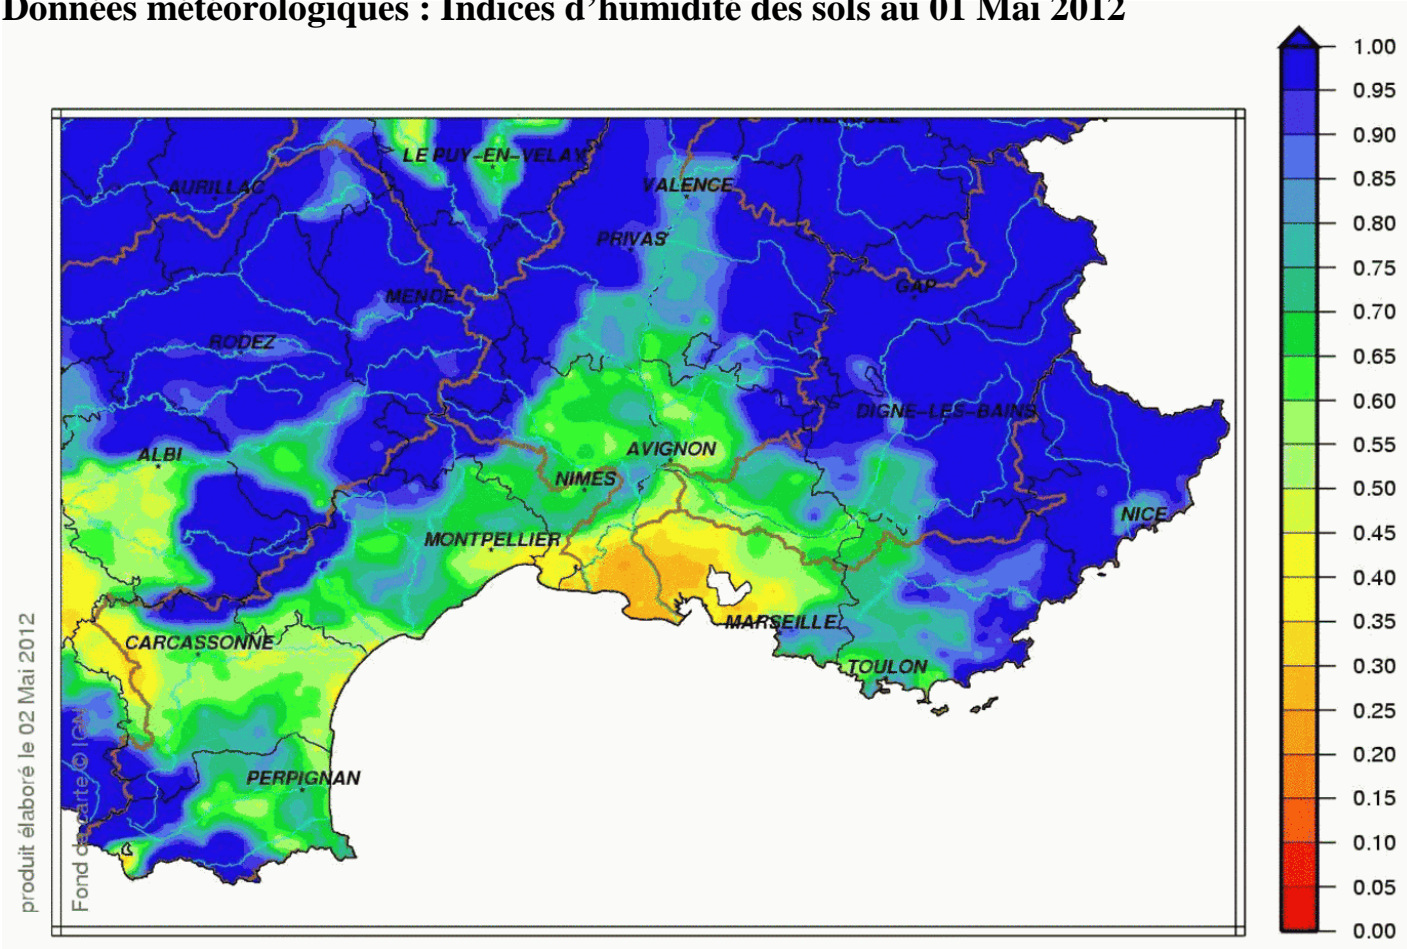 Données météorologiques : Indices d'humidité des sols au 01 Mai 2012
1.00
0.95
0.90
0.85
0.80
0.75
0.70
0.65
0.60
0.55
0.50
0.45
0.40
0.35
0.30
0.25
0.20
0.15
0.10
0.05
0.00
LE PUY-EN-VELAY
AURILLAC
VALENCE
PRIVAS
GAP
MENDE
RODEZ
DIGNE-LES-BAINS
ALBI
AVIGNON
NIMES
NICE
MONTPELLIER
MARSEILLE
CARCASSONNE
TOULON
PERPIGNAN
produit élaboré le 02 Mai 2012
Fond de carte © IGN